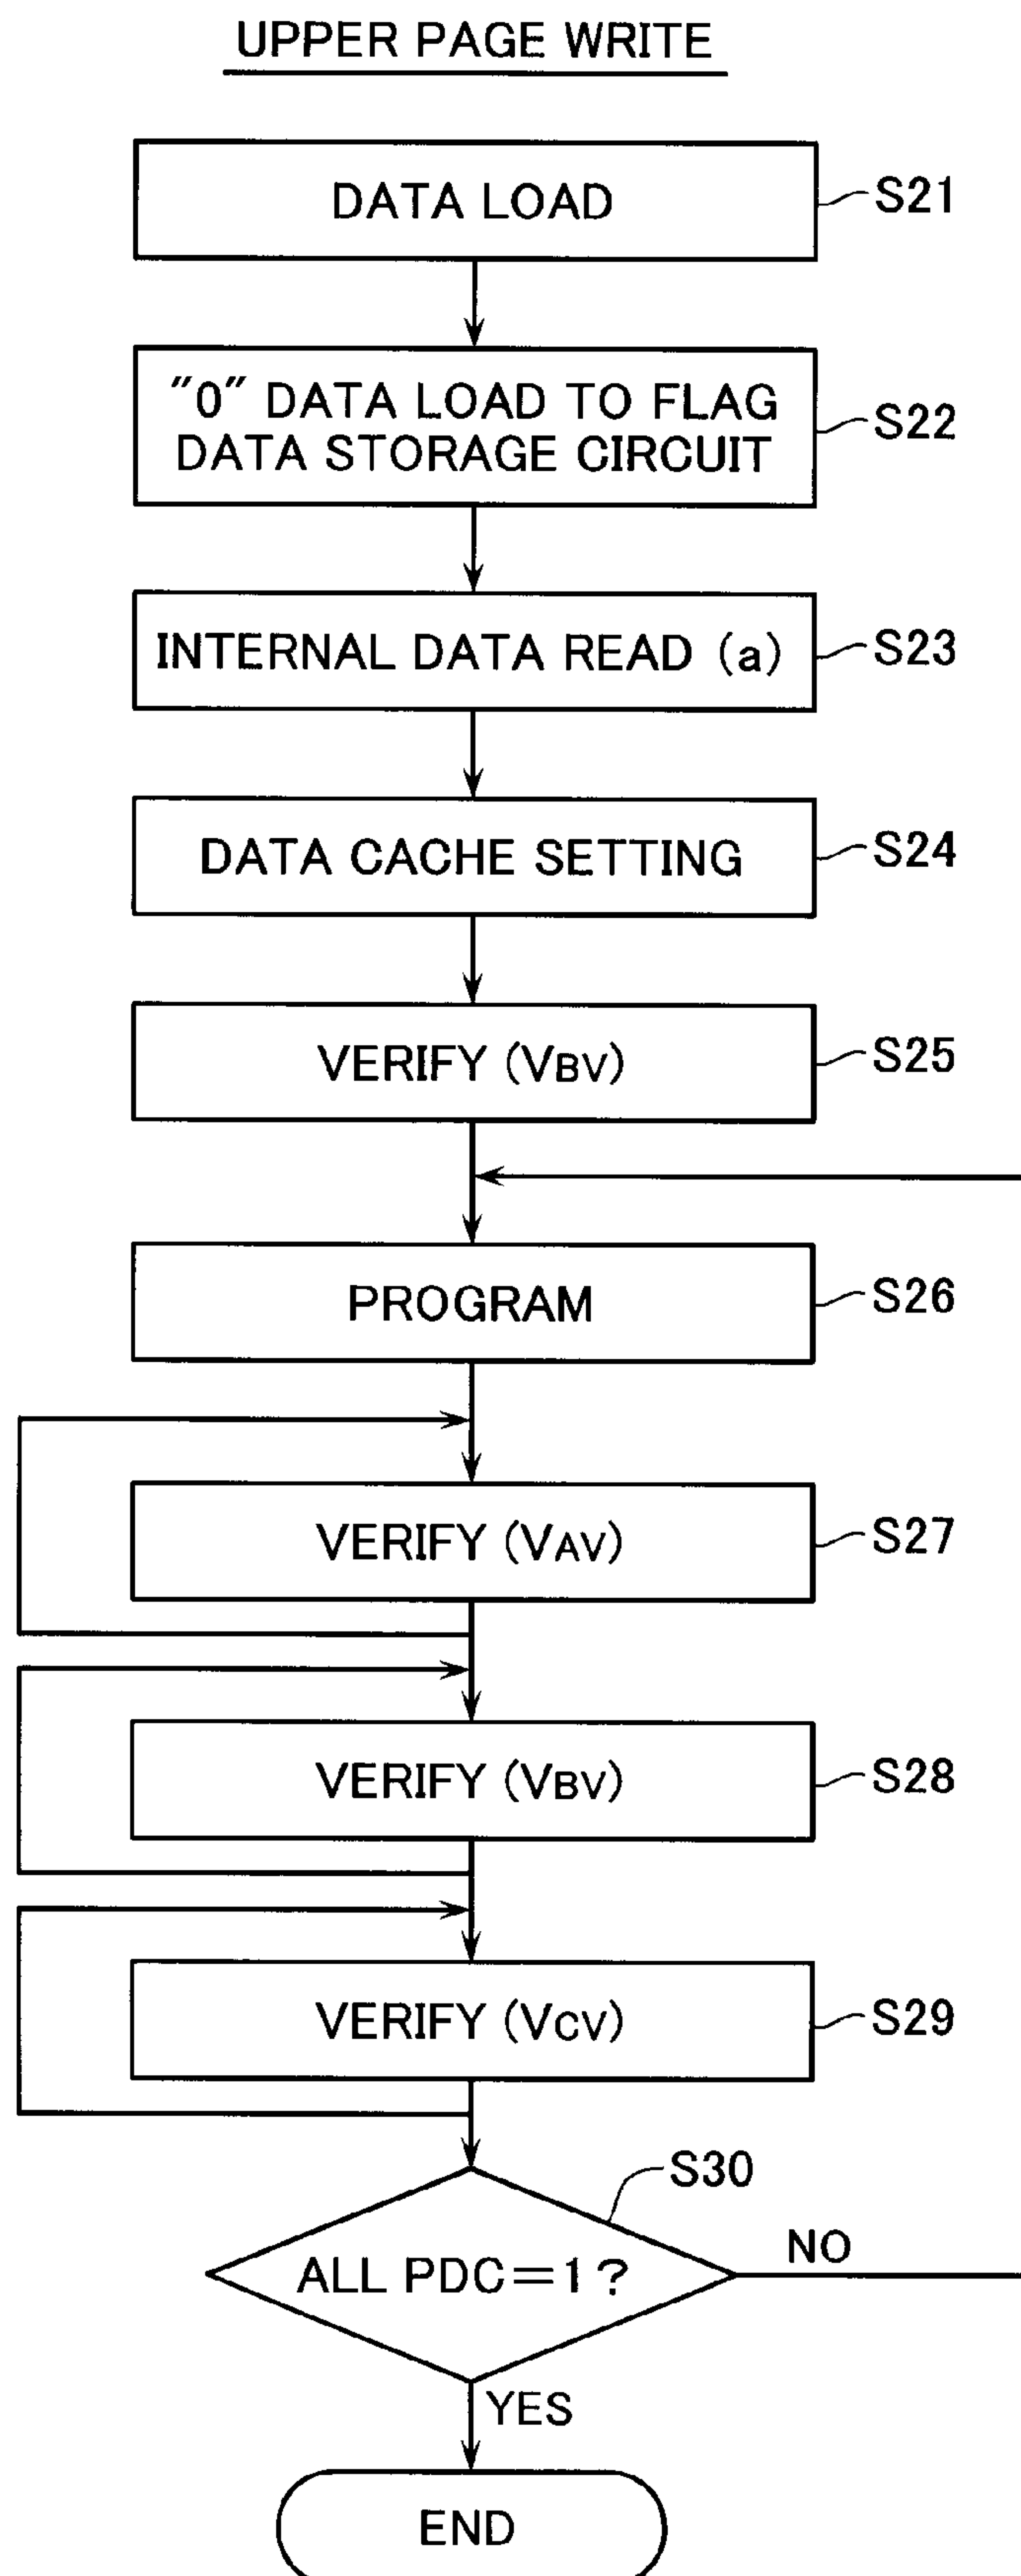 UPPER PAGE WRITE
DATA LOAD
S21
"0" DATA LOAD TO FLAG
DATA STORAGE CIRCUIT
S22
INTERNAL DATA READ (a)
S23
DATA CACHE SETTING
S24
VERIFY (VBV)
S25
PROGRAM
S26
VERIFY (VAV)
S27
VERIFY (VBV)
S28
VERIFY (VCV)
S29
S30
ALL PDC=1?
NO
YES
END